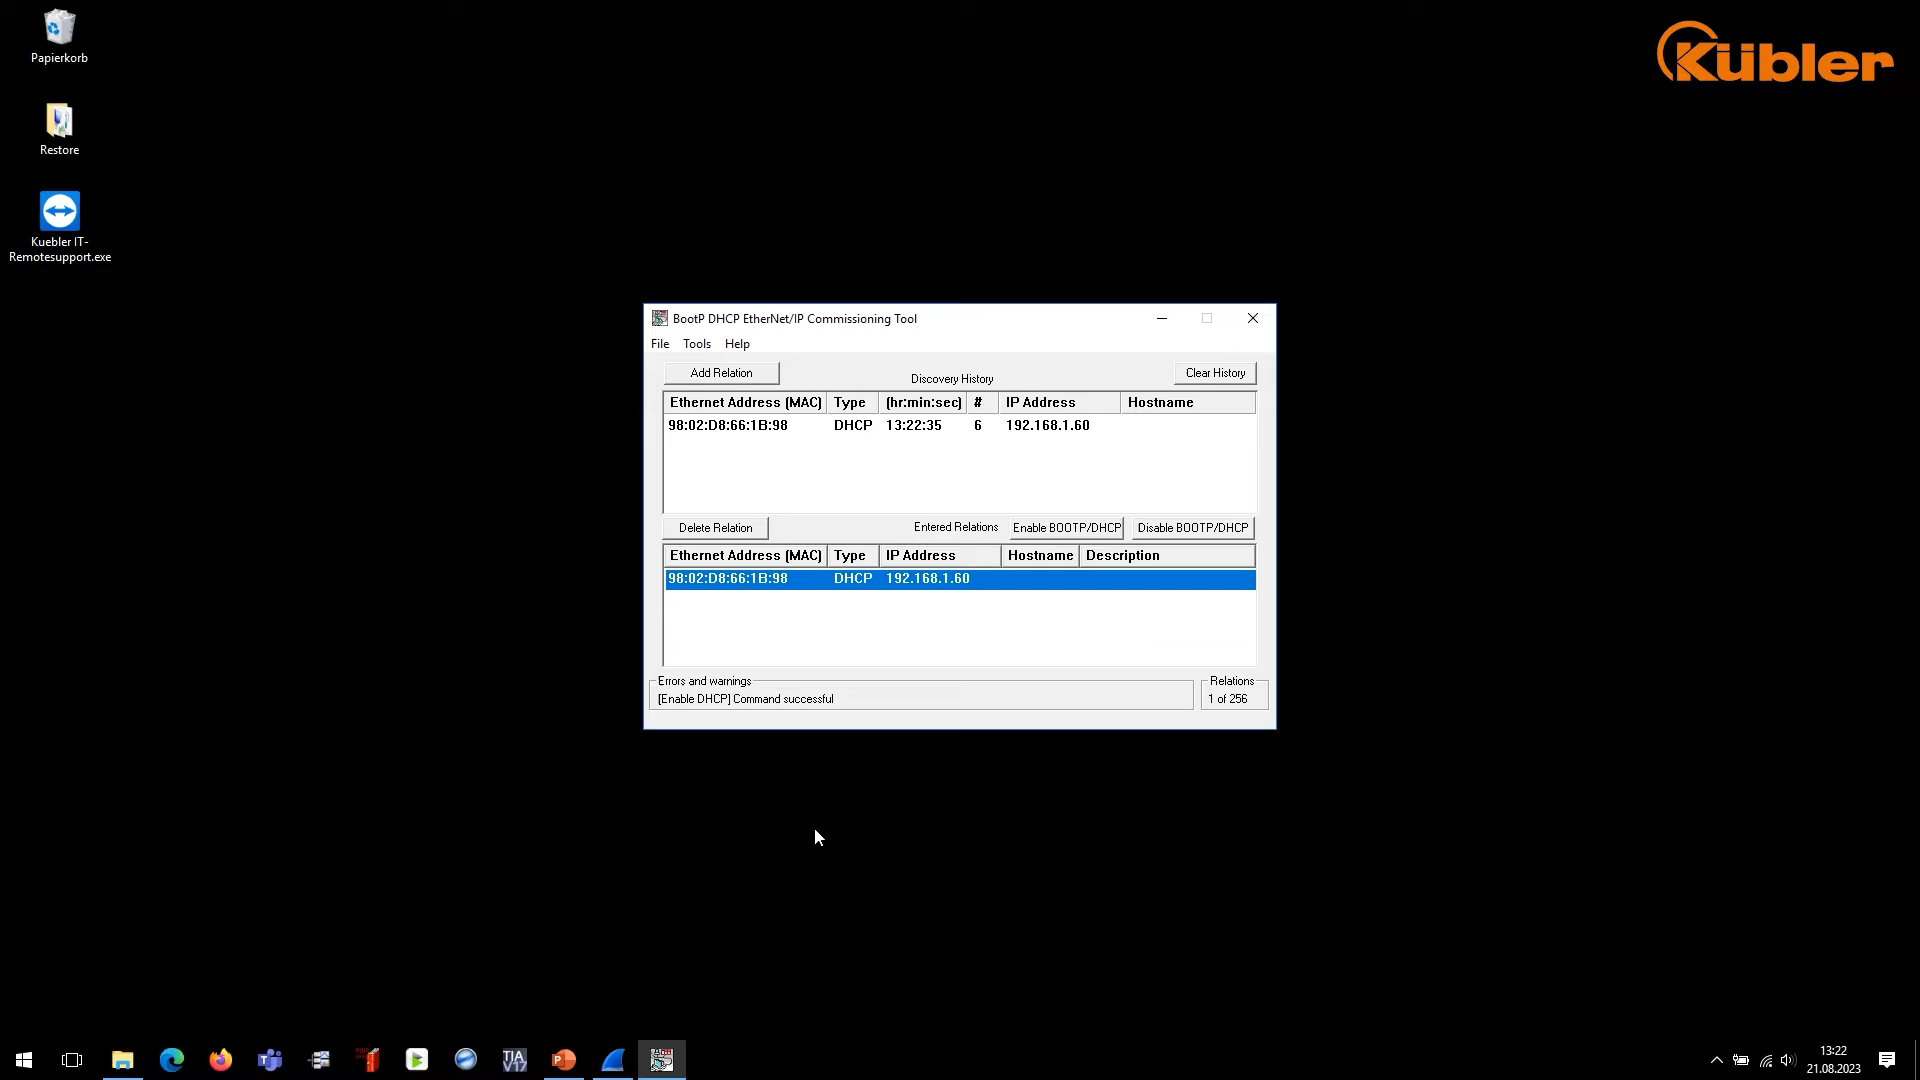 Papierkorb
Restore
Kuebler IT-
Remotesupport.exe
Kübler
BootP DHCP EtherNet/IP Commissioning Tool
File Tools Help
Add Relation
Discovery History
Clear History
Ethernet Address (MAC) Type (hr:min:sec) # IP Address Hostname
98:02:D8:66:1B:98 DHCP 13:22:35 6 192.168.1.60
Delete Relation
Entered Relations
Enable BOOTP/DHCP
Disable BOOTP/DHCP
Ethernet Address (MAC) Type IP Address Hostname Description
98:02:D8:66:1B:98 DHCP 192.168.1.60
Errors and warnings
[Enable DHCP] Command successful
Relations
1 of 256
TIA
V17
13:22
21.08.2023